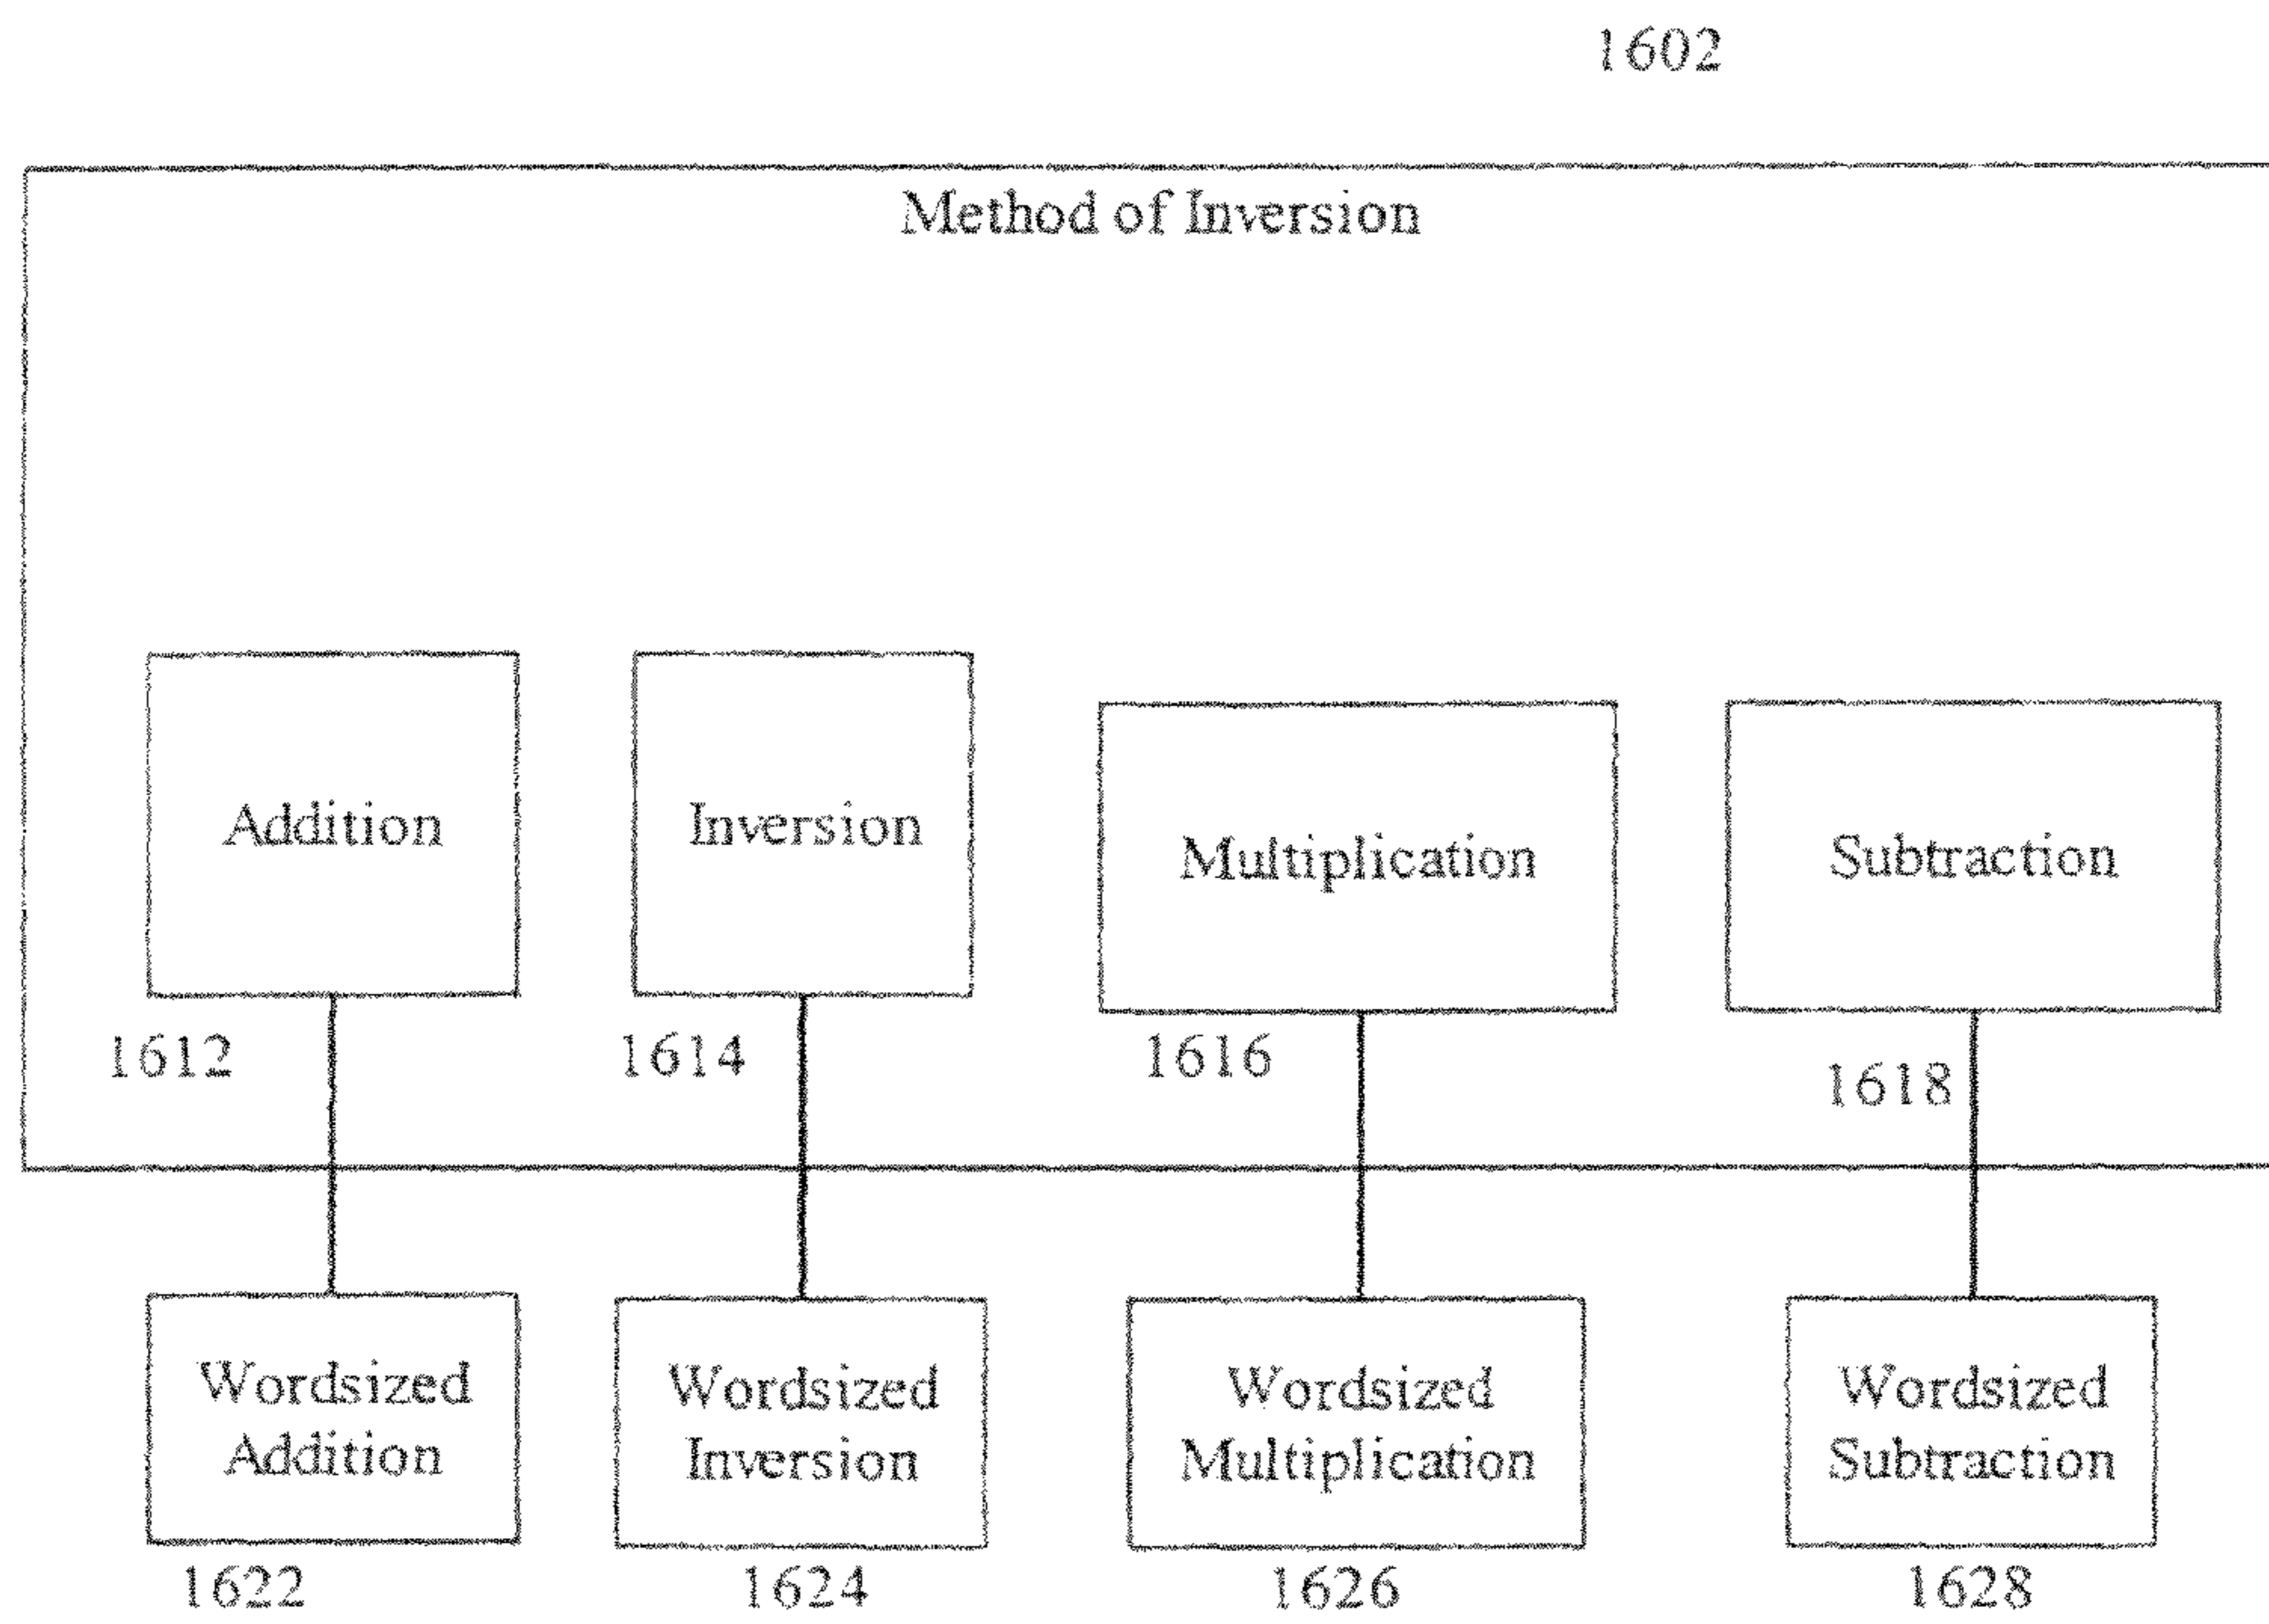 1602
Method of Inversion
Addition
Inversion
Multiplication
Subtraction
1612
1614
1616
1618
Wordsized
Addition
Wordsized
Inversion
Wordsized
Multiplication
Wordsized
Subtraction
1622
1624
1626
1628